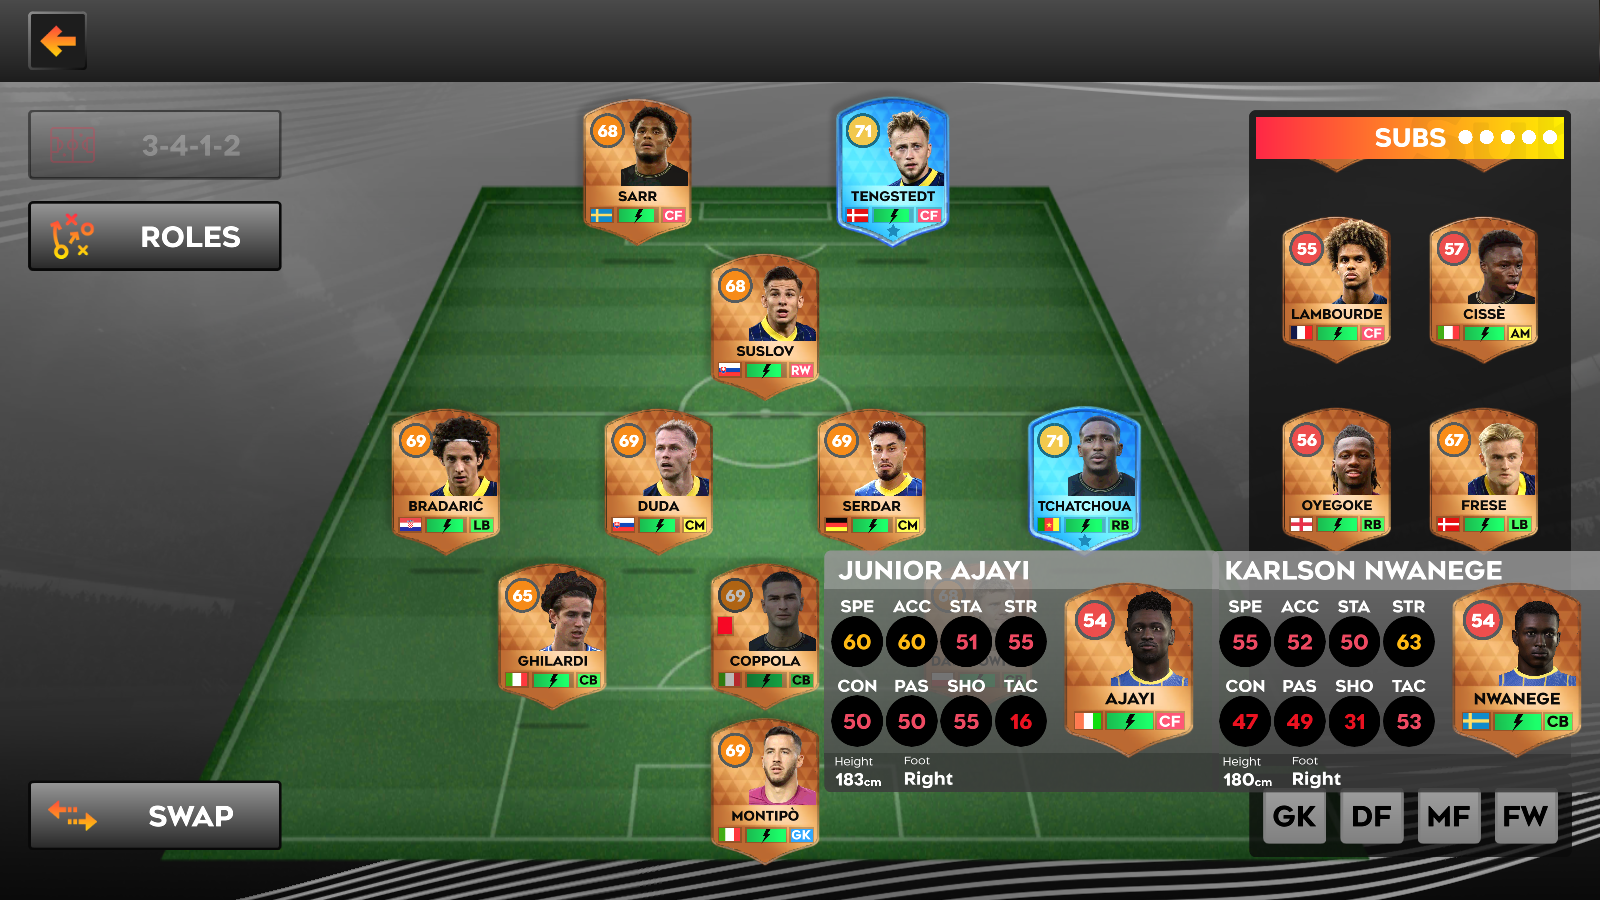 3-4-1-2
ROLES
SWAP
SUBS
68
SARR
CF
71
TENGSTEDT
CF
68
SUSLOV
RW
69
BRADARIĆ
LB
69
DUDA
CM
69
SERDAR
CM
71
TCHATCHOUA
RB
65
GHILARDI
CB
69
COPPOLA
CB
69
MONTIPÒ
GK
55
LAMBOURDE
CF
57
CISSÈ
AM
56
OYEGOKE
RB
67
FRESE
LB
JUNIOR AJAYI
SPE ACC STA STR
60 60 51 55
CON PAS SHO TAC
50 50 55 16
Height Foot
183cm Right
54
AJAYI
CF
KARLSON NWANEGE
SPE ACC STA STR
55 52 50 63
CON PAS SHO TAC
47 49 31 53
Height Foot
180cm Right
54
NWANEGE
CB
GK DF MF FW